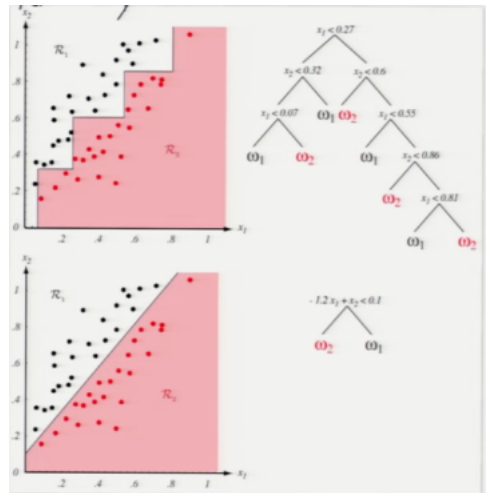 x₂
1
.8
.6
.4
.2
0
.2
.4
.6
.8
1
x₁
R₁
R₂
x₁ < 0.27
x₂ < 0.32
x₂ < 0.6
x₁ < 0.07
ω₁
ω₂
x₁ < 0.55
ω₁
ω₂
ω₁
x₂ < 0.86
ω₂
x₁ < 0.81
ω₁
ω₂
x₂
1
.8
.6
.4
.2
0
.2
.4
.6
.8
1
x₁
R₁
R₂
- 1.2 x₁ + x₂ < 0.1
ω₂
ω₁